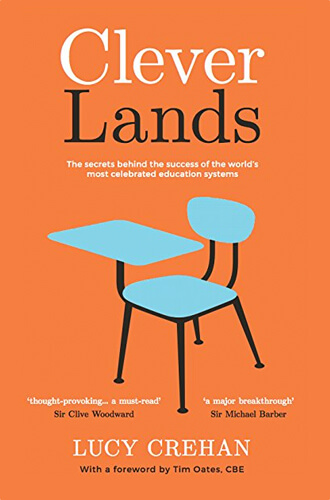 Clever
Lands
The secrets behind the success of the world's
most celebrated education systems
'thought-provoking... a must-read'
Sir Clive Woodward
'a major breakthrough'
Sir Michael Barber
LUCY CREHAN
With a foreword by Tim Oates, CBE